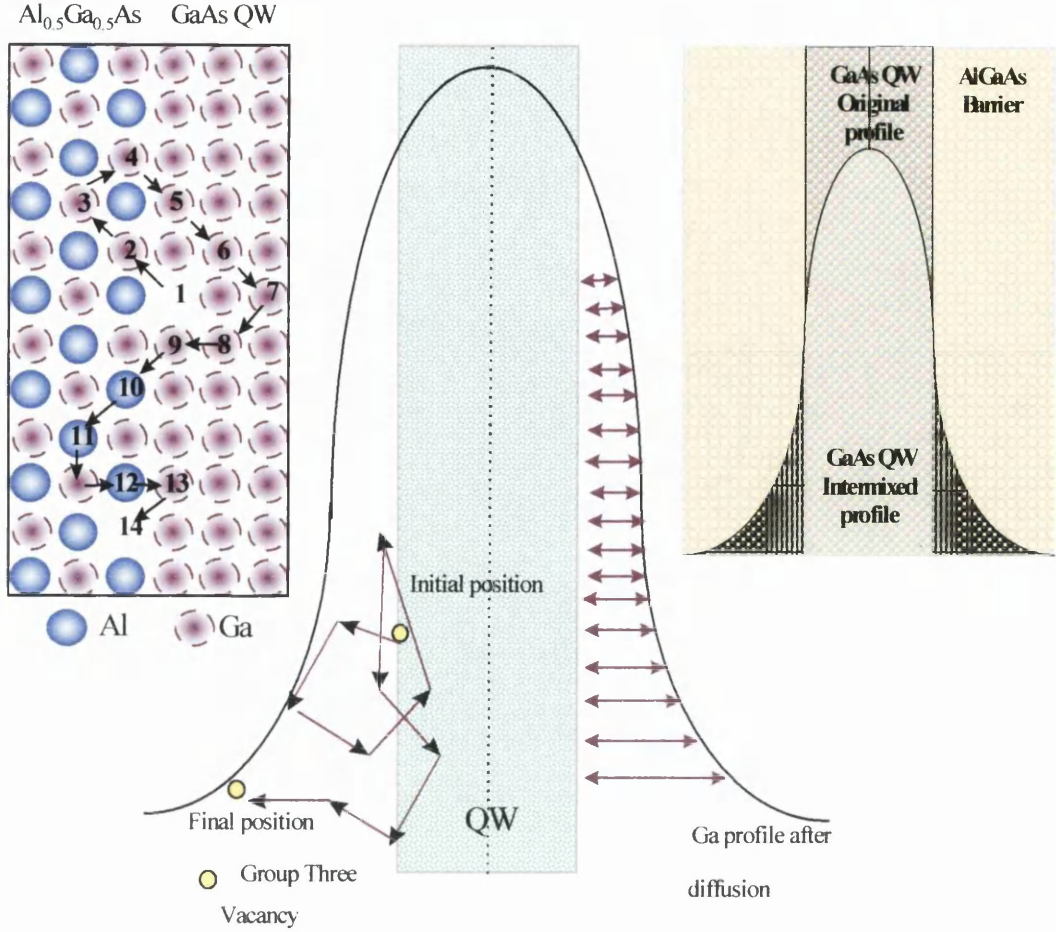 Al0.5Ga0.5As GaAs QW
4
3
5
2
6
1
7
9
8
10
11
12
13
14
Al
Ga
GaAs QW
Original
profile
AlGaAs
Barrier
GaAs QW
Intermixed
profile
Initial position
Final position
QW
Group Three
Vacancy
Ga profile after
diffusion